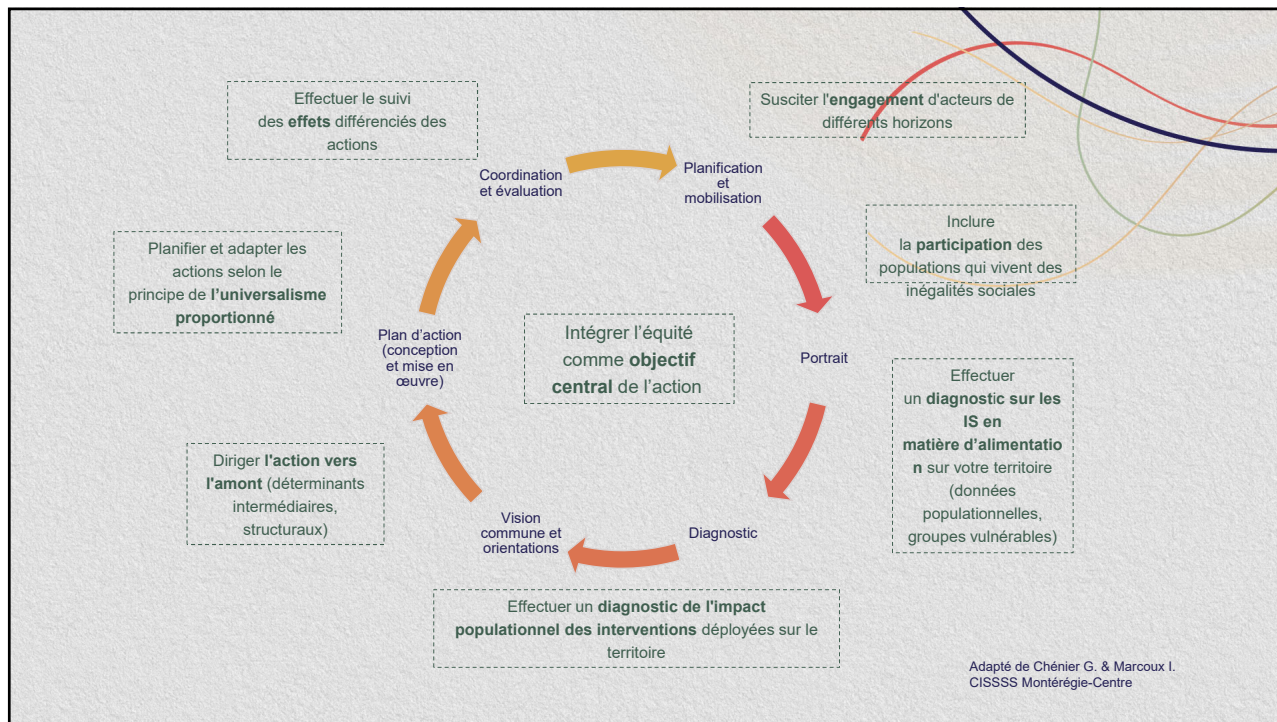 Effectuer le suivi
des effets différenciés des
actions
Susciter l'engagement d'acteurs de
différents horizons
Coordination
et évaluation
Planification
et
mobilisation
Inclure
la participation des
populations qui vivent des
inégalités sociales
Planifier et adapter les
actions selon le
principe de l’universalisme
proportionné
Plan d’action
(conception
et mise en
œuvre)
Intégrer l’équité
comme objectif
central de l’action
Portrait
Effectuer
un diagnostic sur les
IS en
matière d’alimentatio
n sur votre territoire
(données
populationnelles,
groupes vulnérables)
Diriger l'action vers
l'amont (déterminants
intermédiaires,
structuraux)
Vision
commune et
orientations
Diagnostic
Effectuer un diagnostic de l'impact
populationnel des interventions déployées sur le
territoire
Adapté de Chénier G. & Marcoux I.
CISSSS Montérégie-Centre